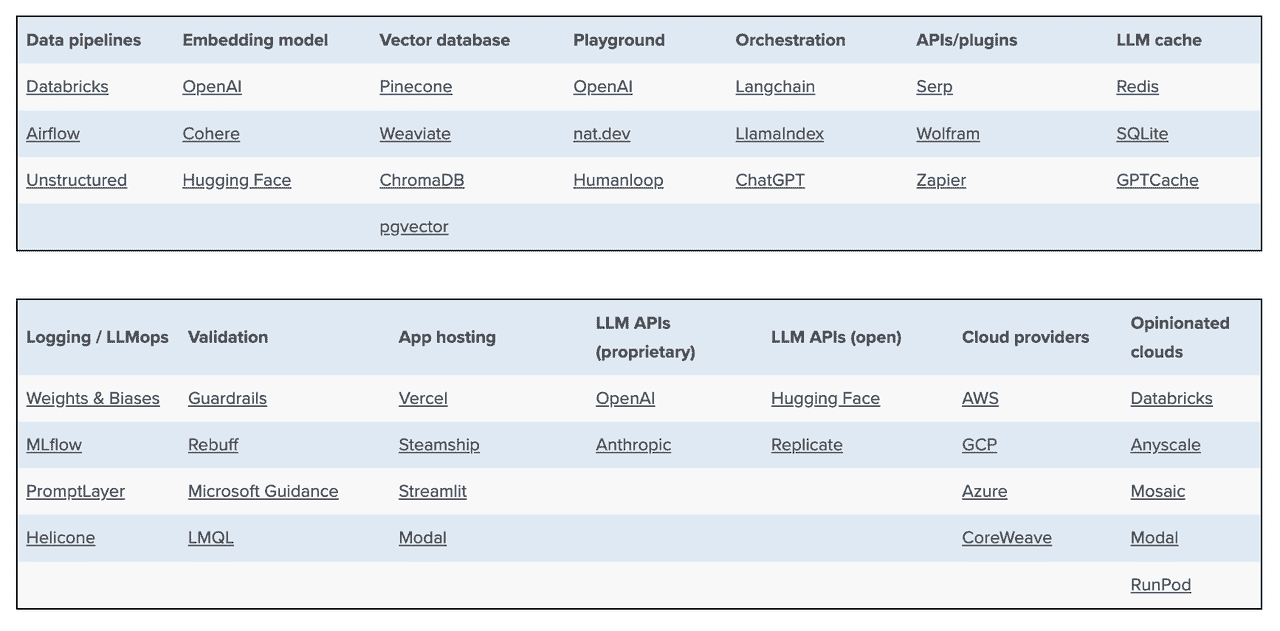 Data pipelines Embedding model Vector database Playground Orchestration APIs/plugins LLM cache
Databricks OpenAI Pinecone OpenAI Langchain Serp Redis
Airflow Cohere Weaviate nat.dev LlamaIndex Wolfram SQLite
Unstructured Hugging Face ChromaDB Humanloop ChatGPT Zapier GPTCache
pgvector
Logging / LLMops Validation App hosting LLM APIs (proprietary) LLM APIs (open) Cloud providers Opinionated clouds
Weights & Biases Guardrails Vercel OpenAI Hugging Face AWS Databricks
MLflow Rebuff Steamship Anthropic Replicate GCP Anyscale
PromptLayer Microsoft Guidance Streamlit Azure Mosaic
Helicone LMQL Modal CoreWeave Modal
RunPod